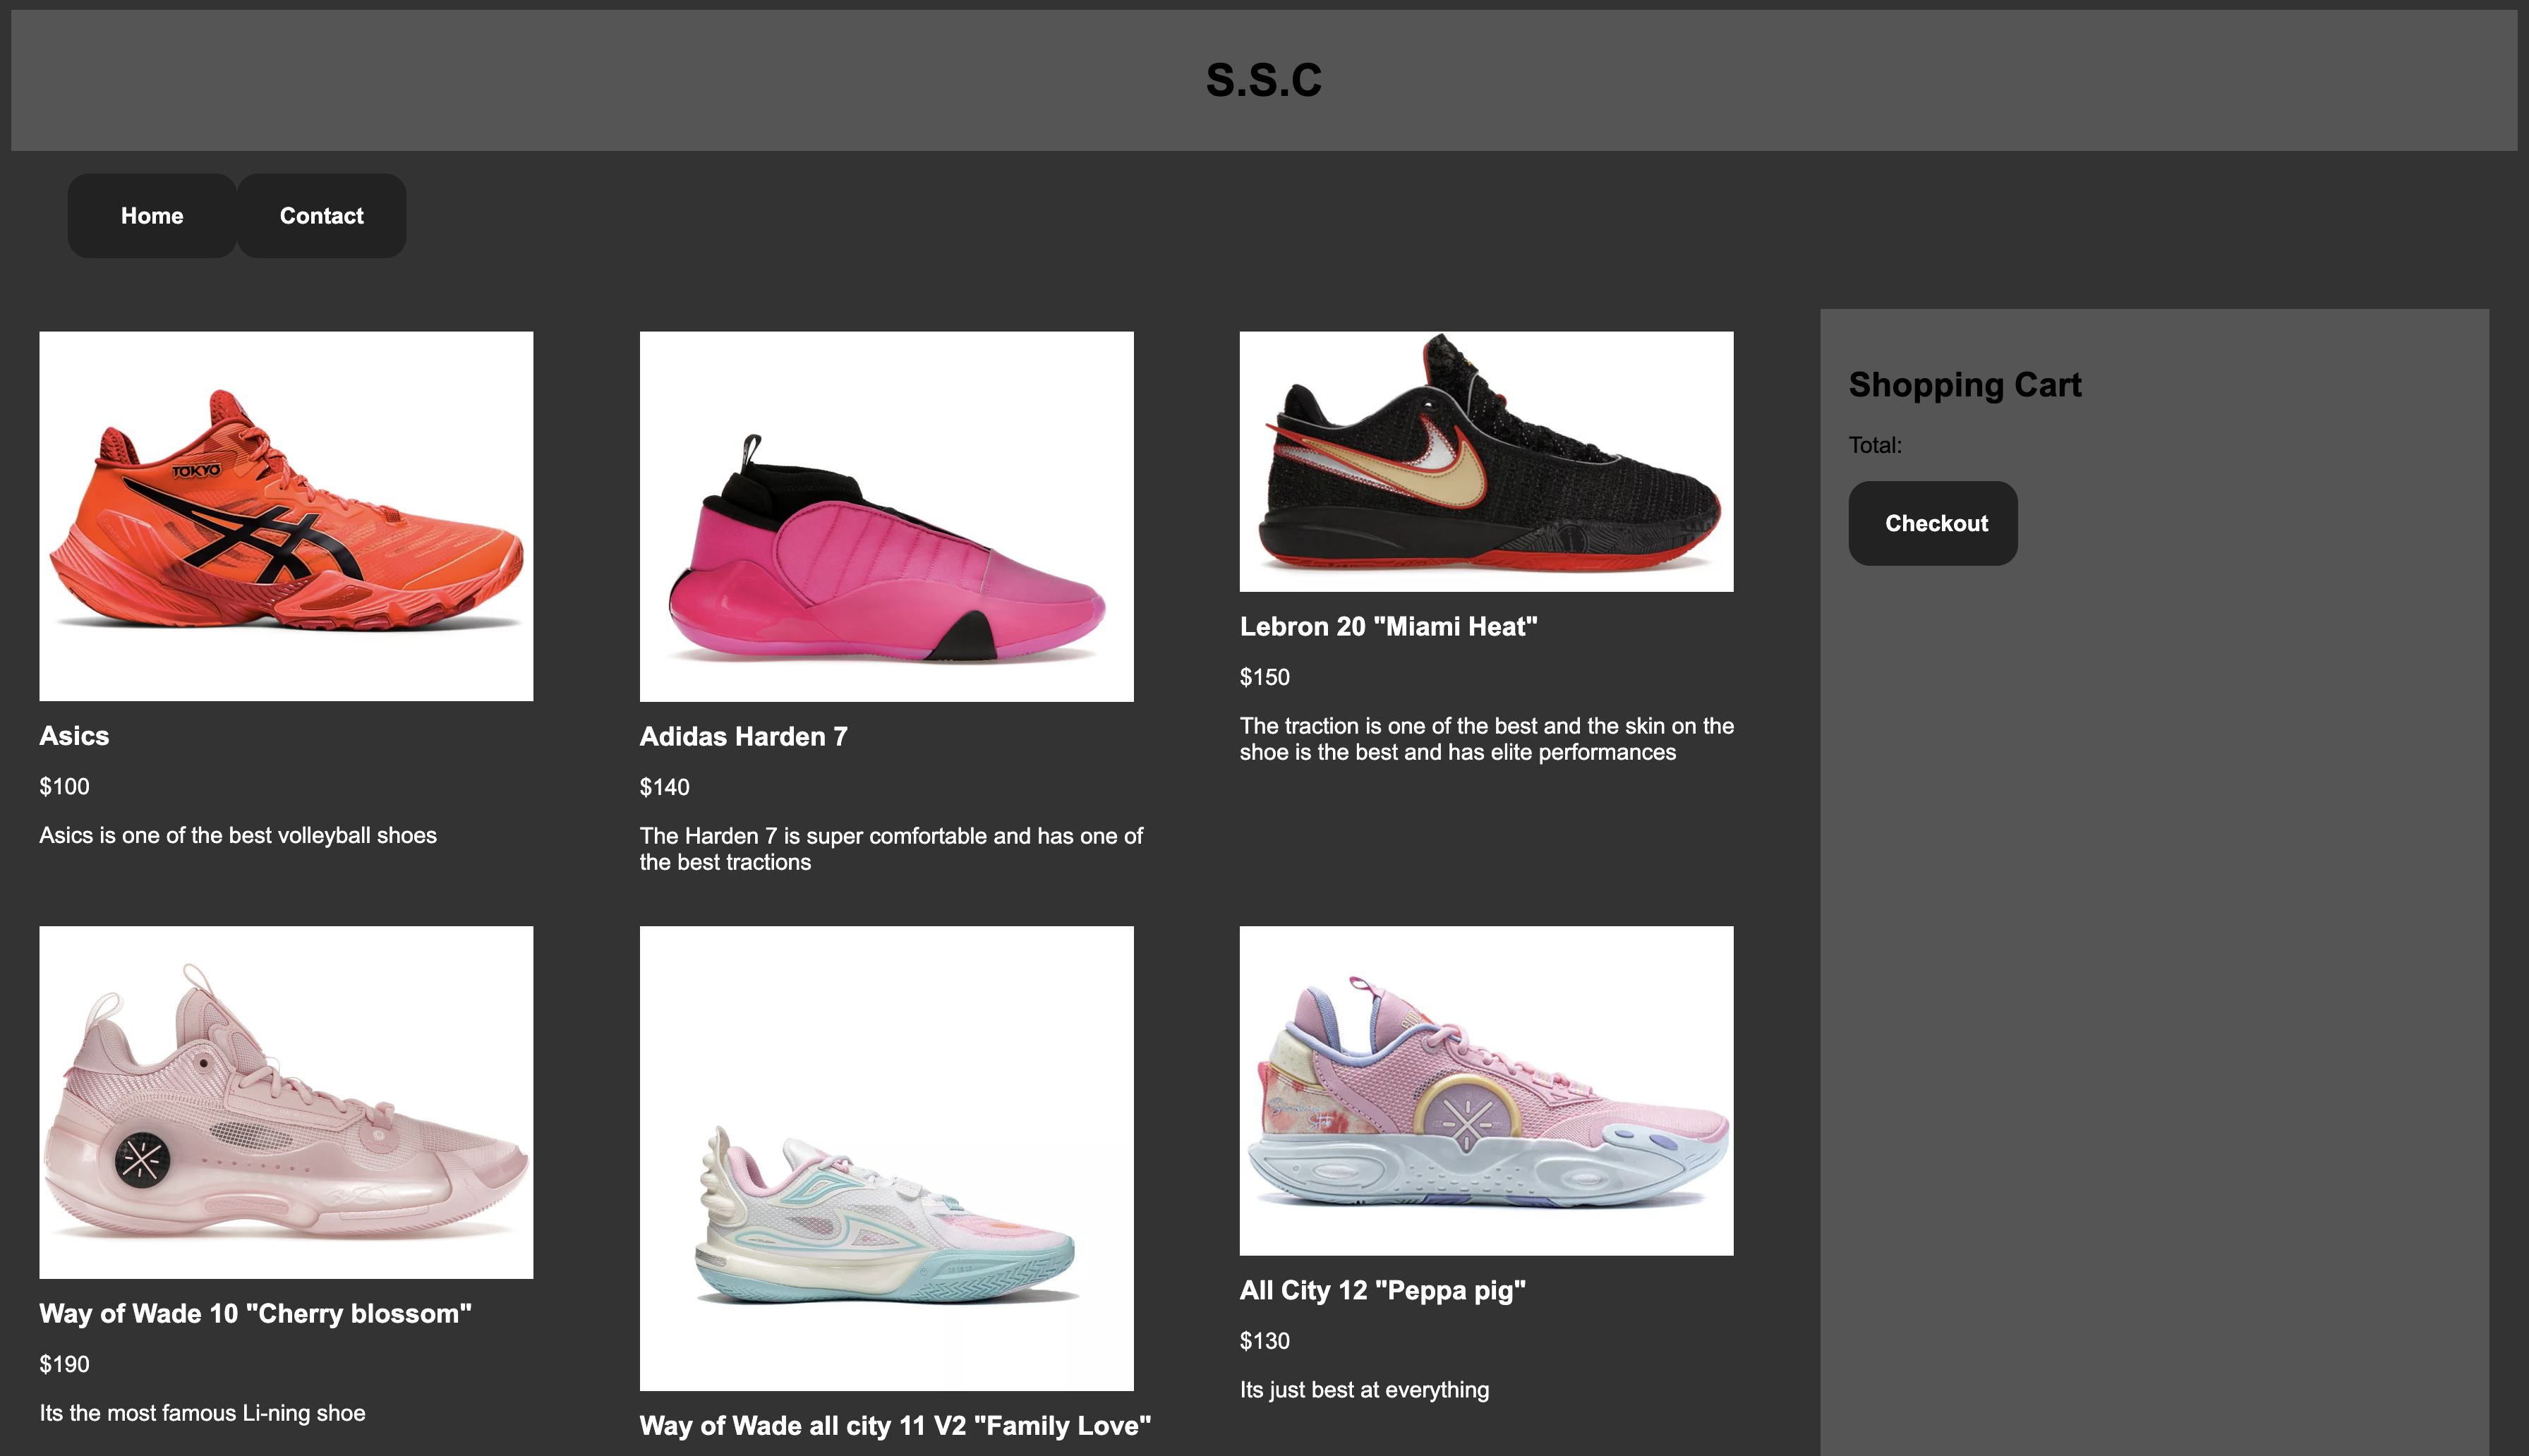 S.S.C
Home
Contact
TOKYO
Asics
$100
Asics is one of the best volleyball shoes
Adidas Harden 7
$140
The Harden 7 is super comfortable and has one of
the best tractions
Lebron 20 "Miami Heat"
$150
The traction is one of the best and the skin on the
shoe is the best and has elite performances
Shopping Cart
Total:
Checkout
Way of Wade 10 "Cherry blossom"
$190
Its the most famous Li-ning shoe
Way of Wade all city 11 V2 "Family Love"
All City 12 "Peppa pig"
$130
Its just best at everything